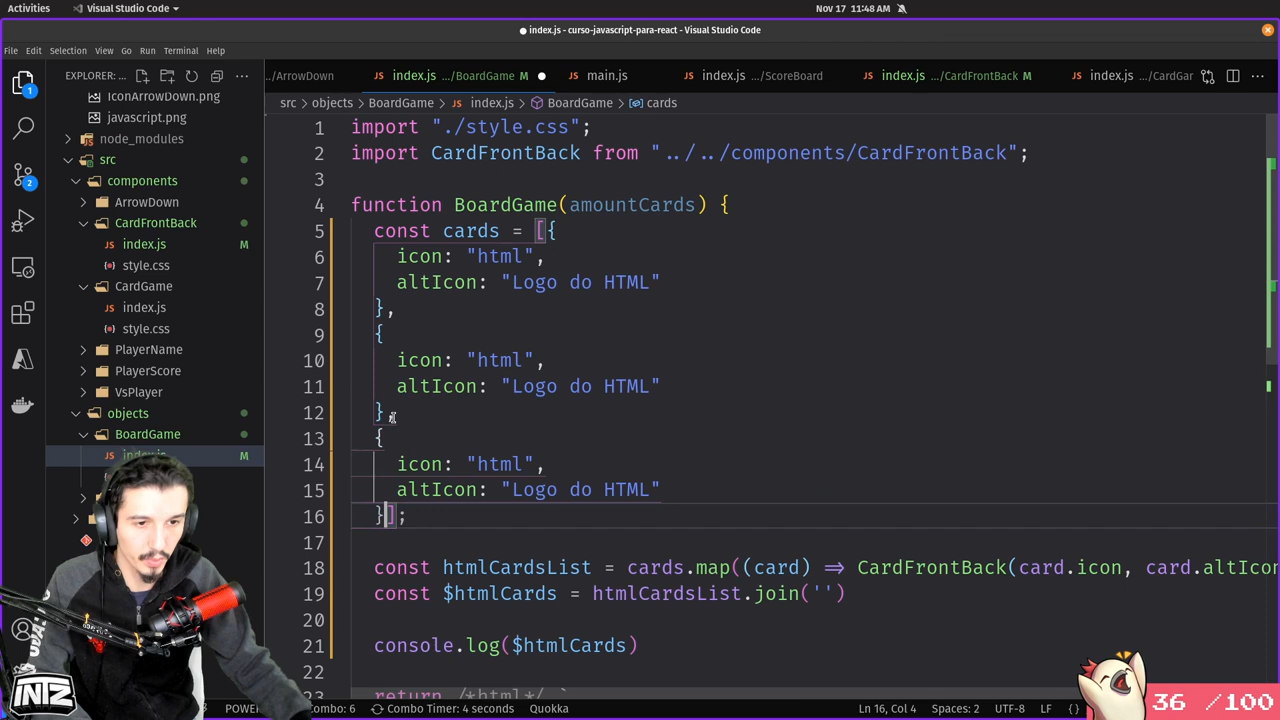 Activities
Visual Studio Code
Nov 17 11:48 AM
index.js - curso-javascript-para-react - Visual Studio Code
File Edit Selection View Go Run Terminal Help
EXPLORER: ...
.../ArrowDown
index.js .../BoardGame M
main.js
index.js .../ScoreBoard
index.js .../CardFrontBack M
index.js .../CardGar
src > objects > BoardGame > index.js > BoardGame > cards
IconArrowDown.png
javascript.png
node_modules
src
components
ArrowDown
CardFrontBack
index.js M
style.css
CardGame
index.js
style.css
PlayerName
PlayerScore
VsPlayer
objects
BoardGame
index.js M
1 import "./style.css";
2 import CardFrontBack from "../../components/CardFrontBack";
3
4 function BoardGame(amountCards) {
5 const cards = [{
6 icon: "html",
7 altIcon: "Logo do HTML"
8 },
9 {
10 icon: "html",
11 altIcon: "Logo do HTML"
12 },
13 {
14 icon: "html",
15 altIcon: "Logo do HTML"
16 }];
17
18 const htmlCardsList = cards.map((card) => CardFrontBack(card.icon, card.altIcon
19 const $htmlCards = htmlCardsList.join('')
20
21 console.log($htmlCards)
22
23 return /*html*/ `
1
2
INTZ
POWER Combo: 6 Combo Timer: 4 seconds Quokka
Ln 16, Col 4 Spaces: 2 UTF-8 LF {}
36 /100